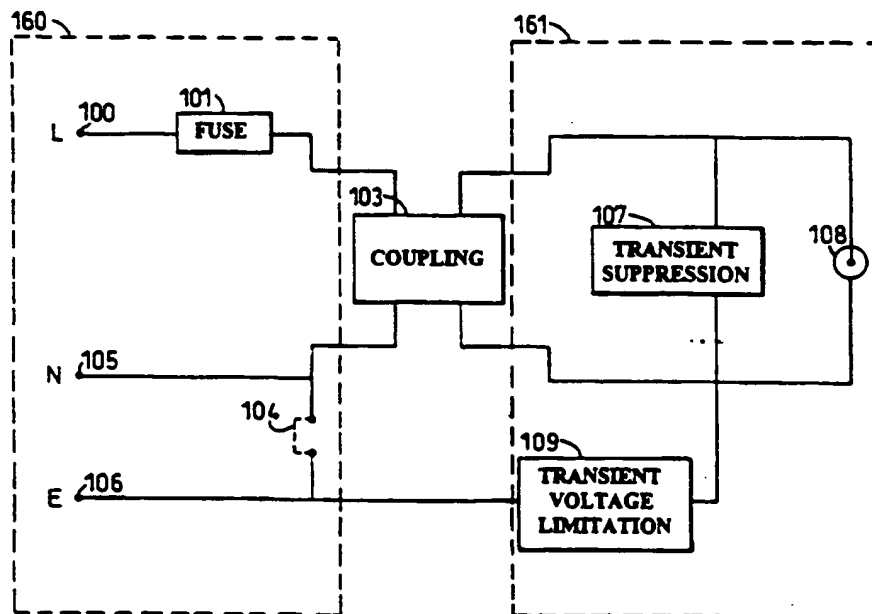 160
161
L
100
101
FUSE
103
COUPLING
107
TRANSIENT
SUPPRESSION
108
N
105
104
E
106
109
TRANSIENT
VOLTAGE
LIMITATION